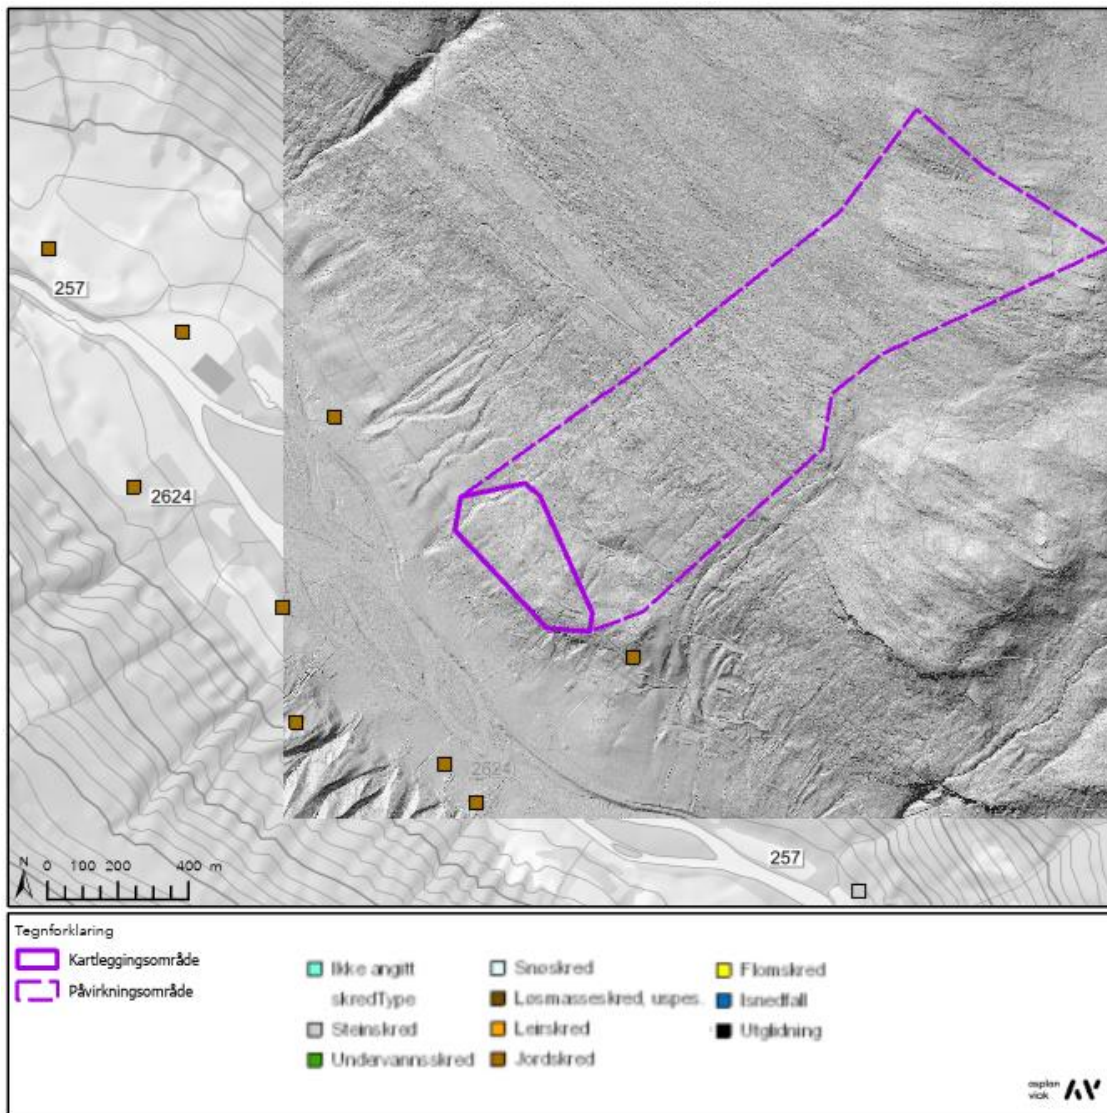 257
2624
2624
257
N 0 100 200 400 m
Tegnforklaring
Kartleggingsområde
Påvirkningsområde
Ikke angitt
skredType
Steinskred
Undervannsskred
Snøskred
Løsmasseskred, uspes.
Leirskred
Jordskred
Flomskred
Isnedfall
Utglidning
asplan
viak